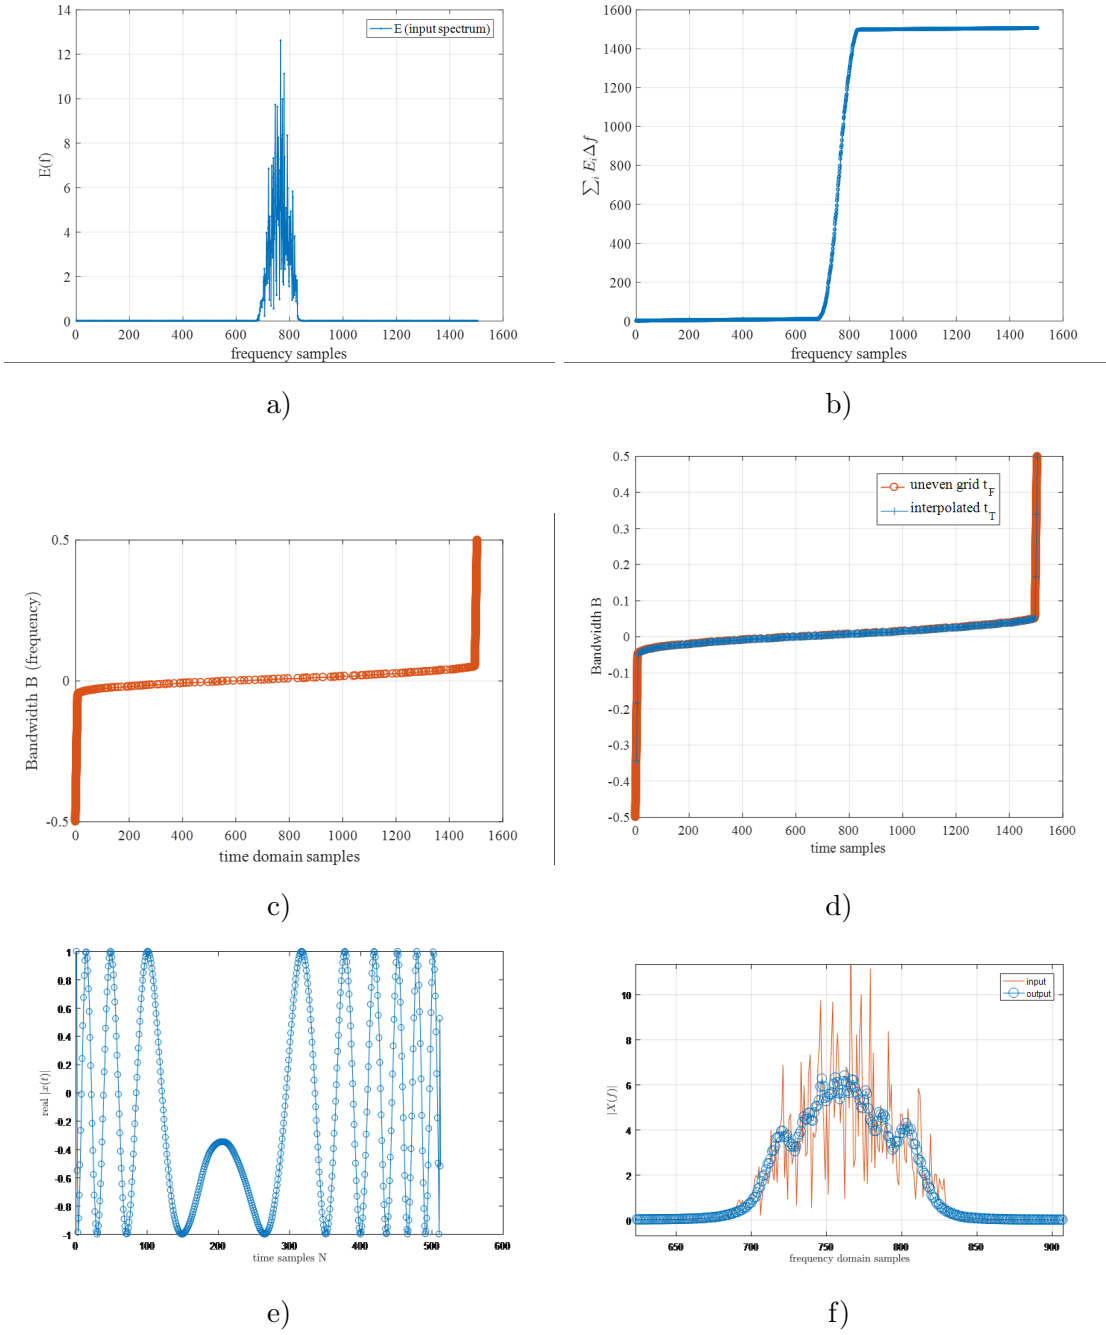 14
12
10
8
6
4
2
0
E(f)
E (input spectrum)
0 200 400 600 800 1000 1200 1400 1600
frequency samples
a)
1600
1400
1200
1000
800
600
400
200
0
∑ᵢ EᵢΔf
0 200 400 600 800 1000 1200 1400 1600
frequency samples
b)
0.5
0
-0.5
Bandwidth B (frequency)
0 200 400 600 800 1000 1200 1400 1600
time domain samples
c)
0.5
0.4
0.3
0.2
0.1
0
-0.1
-0.2
-0.3
-0.4
-0.5
Bandwidth B
uneven grid t_F
interpolated t_T
0 200 400 600 800 1000 1200 1400 1600
time samples
d)
1
0.8
0.6
0.4
0.2
0
-0.2
-0.4
-0.6
-0.8
-1
real |x(t)|
0 100 200 300 400 500 600
time samples N
e)
10
8
6
4
2
0
|X(f)|
input
output
650 700 750 800 850 900
frequency domain samples
f)